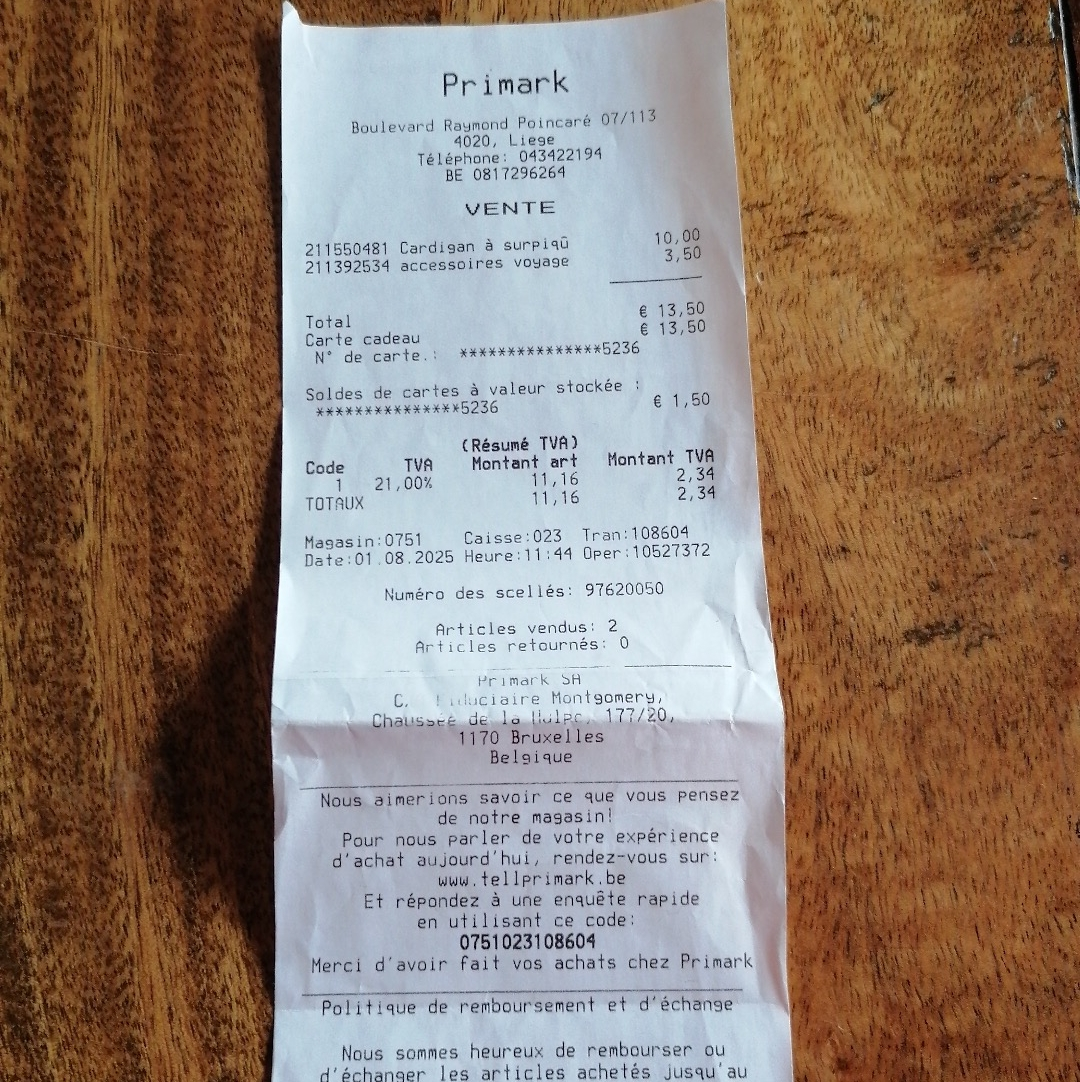 Primark
Boulevard Raymond Poincaré 07/113
4020, Liege
Téléphone: 043422194
BE 0817296264
VENTE
211550481 Cardigan à surpiqû 10,00
211392534 accessoires voyage 3,50
Total € 13,50
Carte cadeau € 13,50
N° de carte.: ***************5236
Soldes de cartes à valeur stockée :
***************5236 € 1,50
(Résumé TVA)
Code TVA Montant art Montant TVA
1 21,00% 11,16 2,34
TOTAUX 11,16 2,34
Magasin:0751 Caisse:023 Tran:108604
Date:01.08.2025 Heure:11:44 Oper:10527372
Numéro des scellés: 97620050
Articles vendus: 2
Articles retournés: 0
Primark SA
Fiduciaire Montgomery,
Chaussée de la Hulpe, 177/20,
1170 Bruxelles
Belgique
Nous aimerions savoir ce que vous pensez
de notre magasin!
Pour nous parler de votre expérience
d'achat aujourd'hui, rendez-vous sur:
www.tellprimark.be
Et répondez à une enquête rapide
en utilisant ce code:
0751023108604
Merci d'avoir fait vos achats chez Primark
Politique de remboursement et d'échange
Nous sommes heureux de rembourser ou
d'échanger les articles achetés jusqu'au